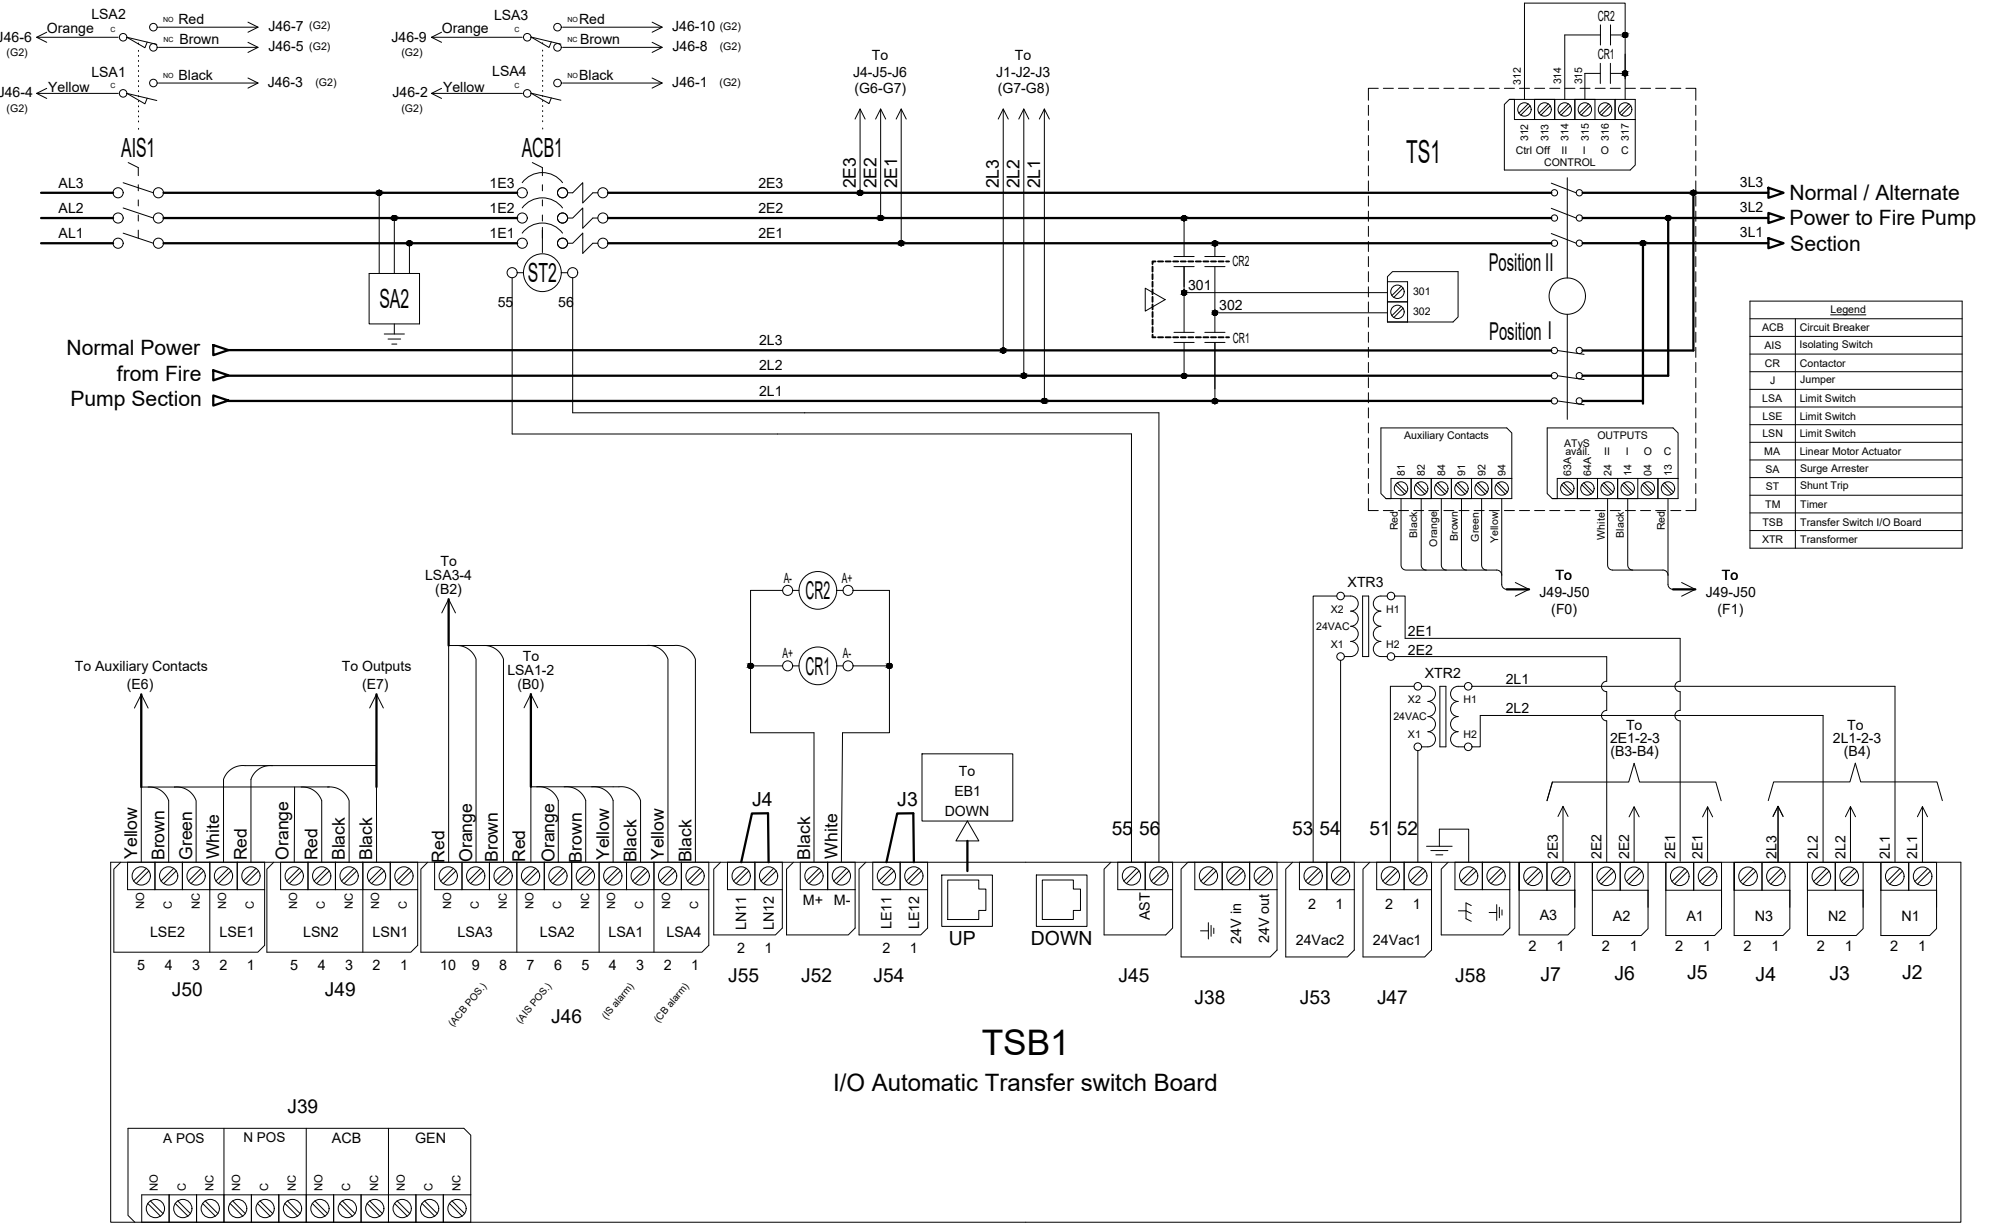 LSA2
NO Red
J46-7 (G2)
J46-6
(G2)
Orange
C
NC Brown
J46-5 (G2)
LSA1
NO Black
J46-3 (G2)
J46-4
(G2)
Yellow
C
LSA3
NO Red
J46-10 (G2)
J46-9
(G2)
Orange
C
NC Brown
J46-8 (G2)
LSA4
NO Black
J46-1 (G2)
J46-2
(G2)
Yellow
C
To
J4-J5-J6
(G6-G7)
To
J1-J2-J3
(G7-G8)
CR2
CR1
312
314
315
312
313
314
315
316
317
Ctrl Off II I O C
CONTROL
TS1
AIS1
ACB1
2E3
2E2
2E1
2L3
2L2
2L1
AL3
1E3
2E3
3L3
Normal / Alternate
AL2
1E2
2E2
3L2
Power to Fire Pump
AL1
1E1
2E1
3L1
Section
SA2
ST2
55
56
CR2
301
302
CR1
301
302
Position II
Position I
Normal Power
from Fire
Pump Section
2L3
2L2
2L1
Legend
ACB Circuit Breaker
AIS Isolating Switch
CR Contactor
J Jumper
LSA Limit Switch
LSE Limit Switch
LSN Limit Switch
MA Linear Motor Actuator
SA Surge Arrester
ST Shunt Trip
TM Timer
TSB Transfer Switch I/O Board
XTR Transformer
Auxiliary Contacts
81
82
84
91
92
94
Red
Black
Orange
Brown
Green
Yellow
To
J49-J50
(F0)
OUTPUTS
ATyS
avail. II I O C
63A
64A
24
14
04
13
White
Black
Red
To
J49-J50
(F1)
XTR3
X2
24VAC
X1
H1
H2
2E1
2E2
XTR2
X2
24VAC
X1
H1
H2
2L1
2L2
To
LSA3-4
(B2)
To
LSA1-2
(B0)
To Auxiliary Contacts
(E6)
To Outputs
(E7)
A- CR2 A+
A+ CR1 A-
To
EB1
DOWN
To
2E1-2-3
(B3-B4)
To
2L1-2-3
(B4)
Yellow
Brown
Green
White
Red
Orange
Red
Black
Black
Red
Orange
Brown
Red
Orange
Brown
Yellow
Black
Yellow
Black
J4
Black
White
J3
55 56
53 54
51 52
2E3
2E2
2E2
2E1
2E1
2L3
2L2
2L2
2L1
2L1
NO
C
NC
NO
C
LSE2
LSE1
5 4 3 2 1
J50
NO
C
NC
NO
C
LSN2
LSN1
5 4 3 2 1
J49
NO
C
NC
NO
C
NC
NO
C
NO
C
LSA3
LSA2
LSA1
LSA4
10 9 8 7 6 5 4 3 2 1
(ACB POS.)
(AIS POS.)
(IS alarm)
(CB alarm)
J46
LN11
LN12
2 1
J55
M+ M-
J52
LE11
LE12
2 1
J54
UP
DOWN
AST
J45
24V in
24V out
J38
2 1
24Vac2
J53
2 1
24Vac1
J47
J58
A3
2 1
J7
A2
2 1
J6
A1
2 1
J5
N3
2 1
J4
N2
2 1
J3
N1
2 1
J2
TSB1
I/O Automatic Transfer switch Board
J39
A POS
N POS
ACB
GEN
NO
C
NC
NO
C
NC
NO
C
NC
NO
C
NC